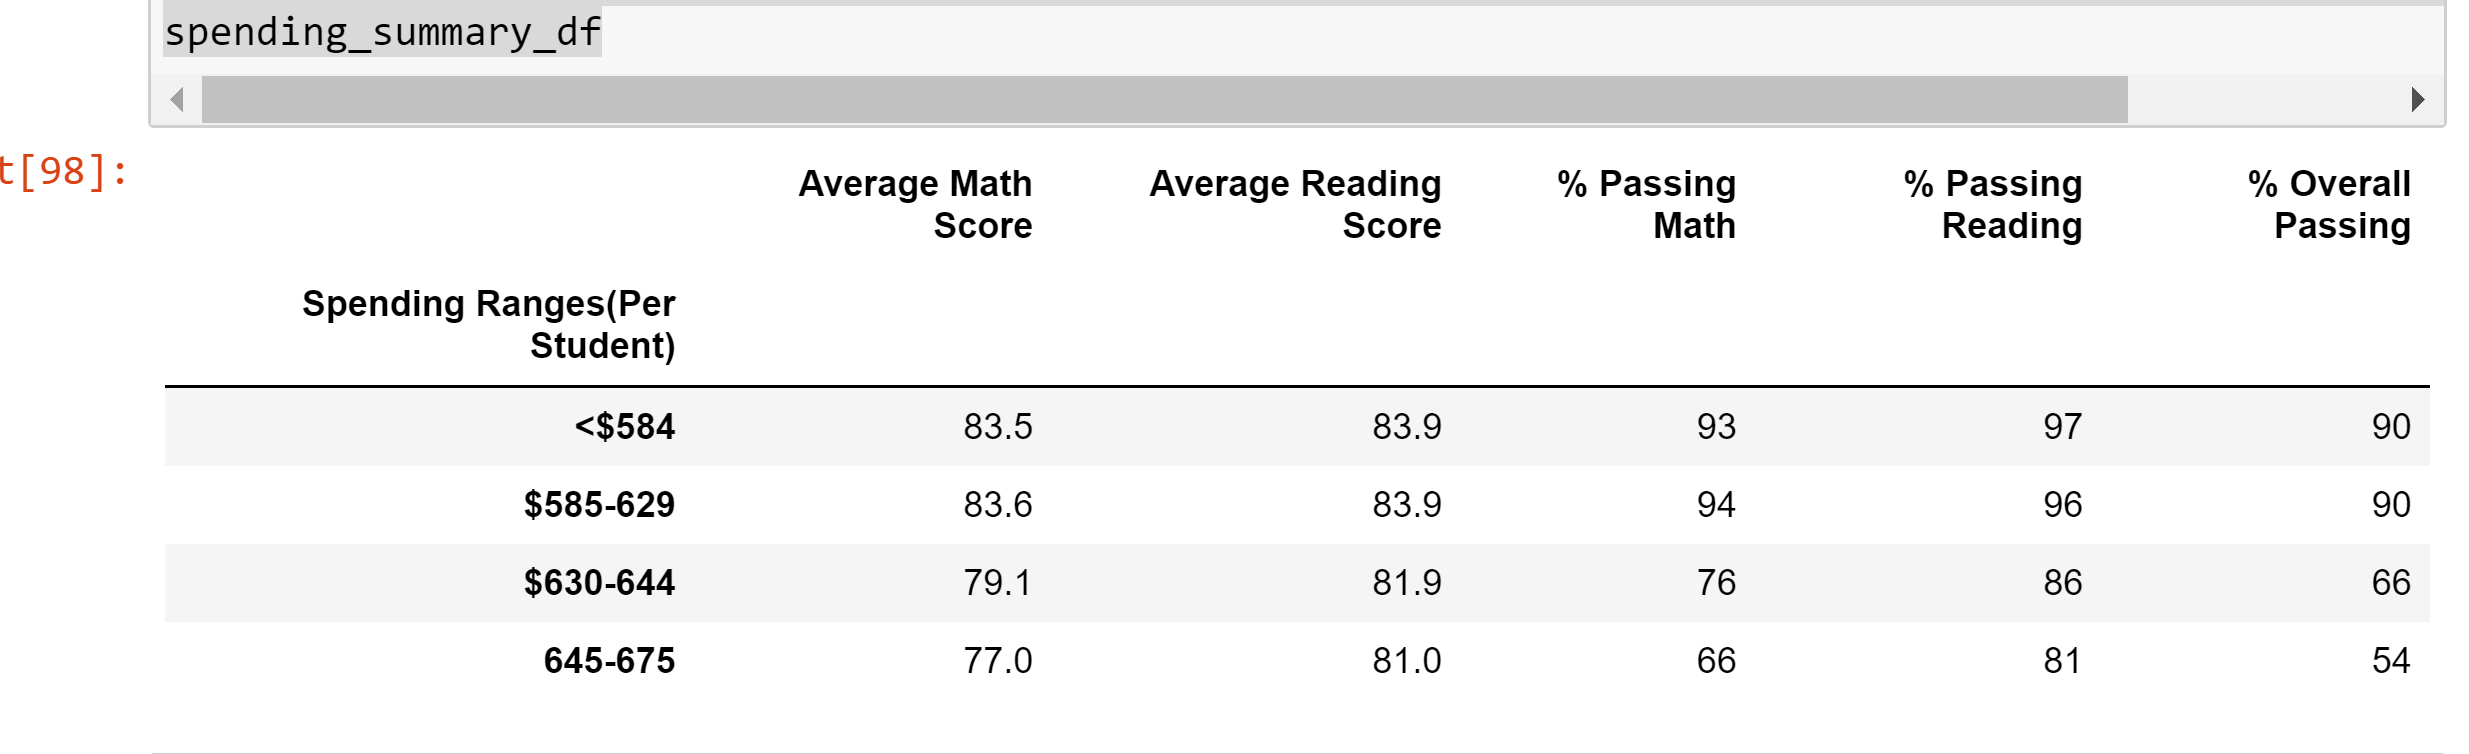 spending_summary_df
t[98]:
Average Math Score Average Reading Score % Passing Math % Passing Reading % Overall Passing
Spending Ranges(Per Student)
<$584 83.5 83.9 93 97 90
$585-629 83.6 83.9 94 96 90
$630-644 79.1 81.9 76 86 66
645-675 77.0 81.0 66 81 54